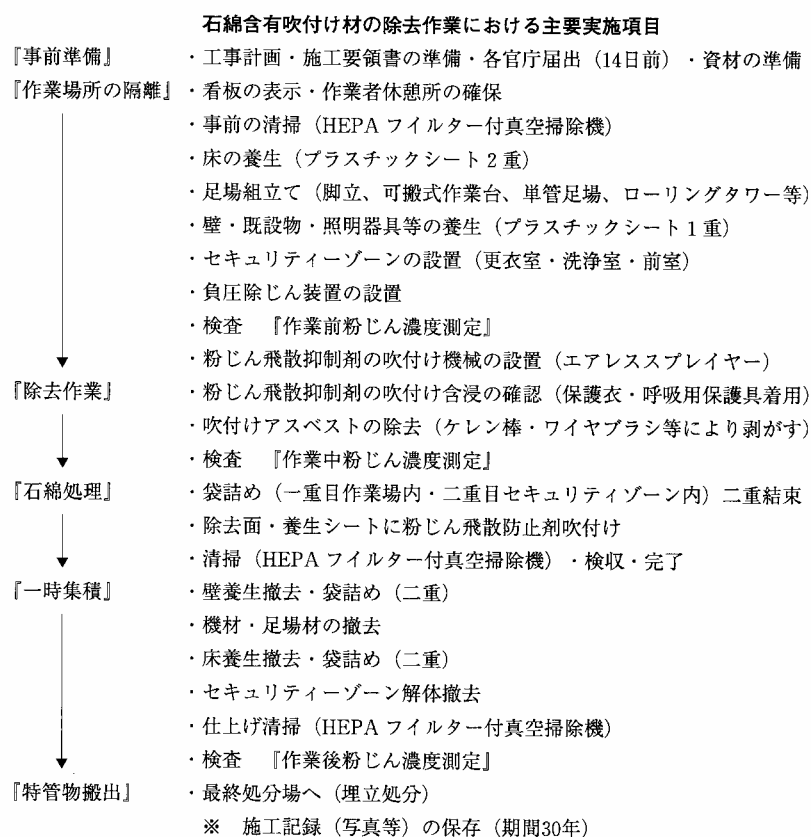 石綿含有吹付け材の除去作業における主要実施項目
『事前準備』 ・工事計画・施工要領書の準備・各官庁届出（14日前）・資材の準備
『作業場所の隔離』 ・看板の表示・作業者休憩所の確保
・事前の清掃（HEPA フイルター付真空掃除機）
・床の養生（プラスチックシート２重）
・足場組立て（脚立、可搬式作業台、単管足場、ローリングタワー等）
・壁・既設物・照明器具等の養生（プラスチックシート１重）
・セキュリティーゾーンの設置（更衣室・洗浄室・前室）
・負圧除じん装置の設置
・検査 『作業前粉じん濃度測定』
・粉じん飛散抑制剤の吹付け機械の設置（エアレススプレイヤー）
『除去作業』 ・粉じん飛散抑制剤の吹付け含浸の確認（保護衣・呼吸用保護具着用）
・吹付けアスベストの除去（ケレン棒・ワイヤブラシ等により剥がす）
・検査 『作業中粉じん濃度測定』
『石綿処理』 ・袋詰め（一重目作業場内・二重目セキュリティゾーン内）二重結束
・除去面・養生シートに粉じん飛散防止剤吹付け
・清掃（HEPA フイルター付真空掃除機）・検収・完了
『一時集積』 ・壁養生撤去・袋詰め（二重）
・機材・足場材の撤去
・床養生撤去・袋詰め（二重）
・セキュリティーゾーン解体撤去
・仕上げ清掃（HEPA フイルター付真空掃除機）
・検査 『作業後粉じん濃度測定』
『特管物搬出』 ・最終処分場へ（埋立処分）
※ 施工記録（写真等）の保存（期間30年）